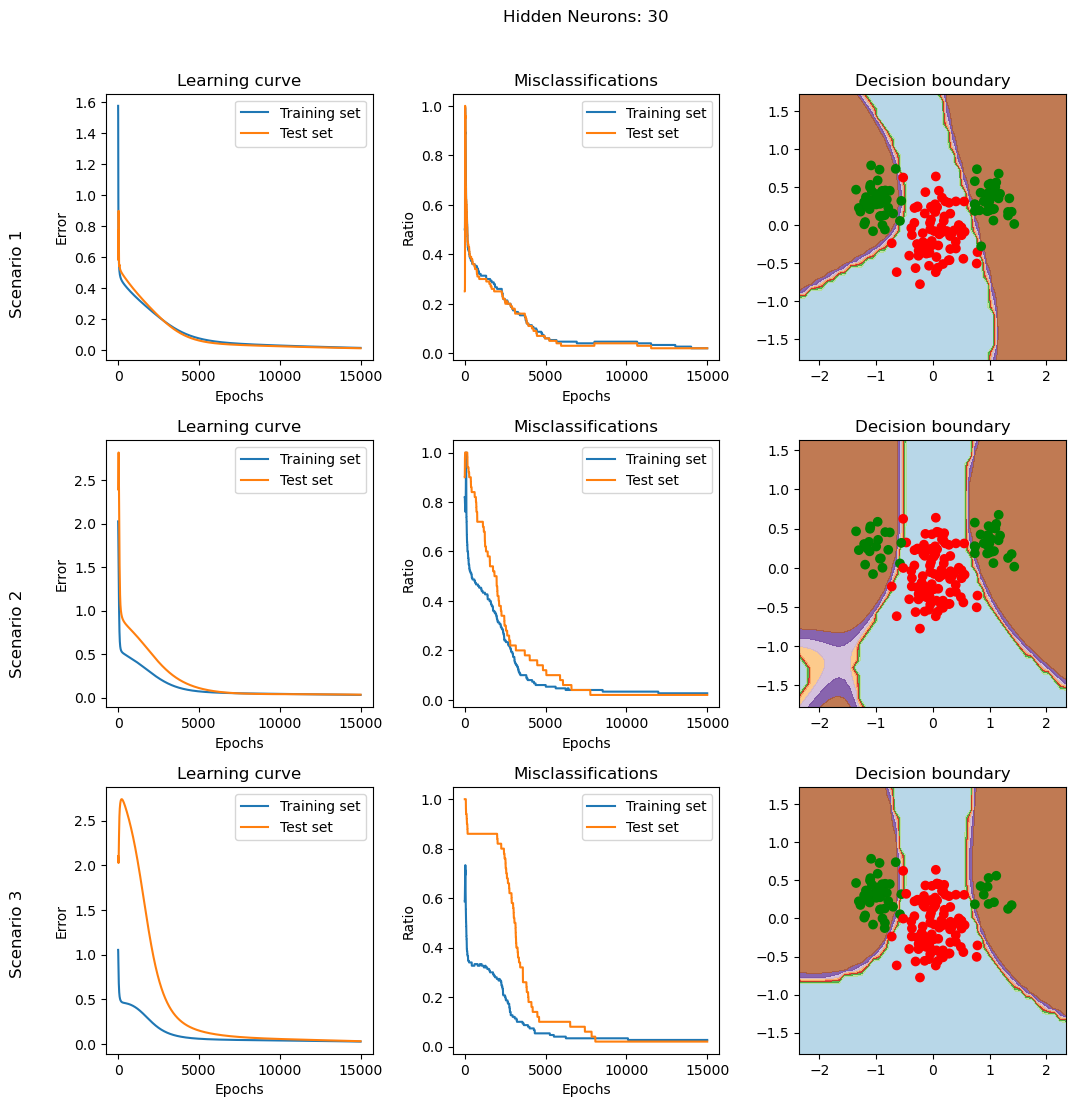 Hidden Neurons: 30
Scenario 1
Learning curve
Error
1.6
1.4
1.2
1.0
0.8
0.6
0.4
0.2
0.0
Training set
Test set
0 5000 10000 15000
Epochs
Misclassifications
Ratio
1.0
0.8
0.6
0.4
0.2
0.0
Training set
Test set
0 5000 10000 15000
Epochs
Decision boundary
1.5
1.0
0.5
0.0
−0.5
−1.0
−1.5
−2 −1 0 1 2
Scenario 2
Learning curve
Error
2.5
2.0
1.5
1.0
0.5
0.0
Training set
Test set
0 5000 10000 15000
Epochs
Misclassifications
Ratio
1.0
0.8
0.6
0.4
0.2
0.0
Training set
Test set
0 5000 10000 15000
Epochs
Decision boundary
1.5
1.0
0.5
0.0
−0.5
−1.0
−1.5
−2 −1 0 1 2
Scenario 3
Learning curve
Error
2.5
2.0
1.5
1.0
0.5
0.0
Training set
Test set
0 5000 10000 15000
Epochs
Misclassifications
Ratio
1.0
0.8
0.6
0.4
0.2
0.0
Training set
Test set
0 5000 10000 15000
Epochs
Decision boundary
1.5
1.0
0.5
0.0
−0.5
−1.0
−1.5
−2 −1 0 1 2